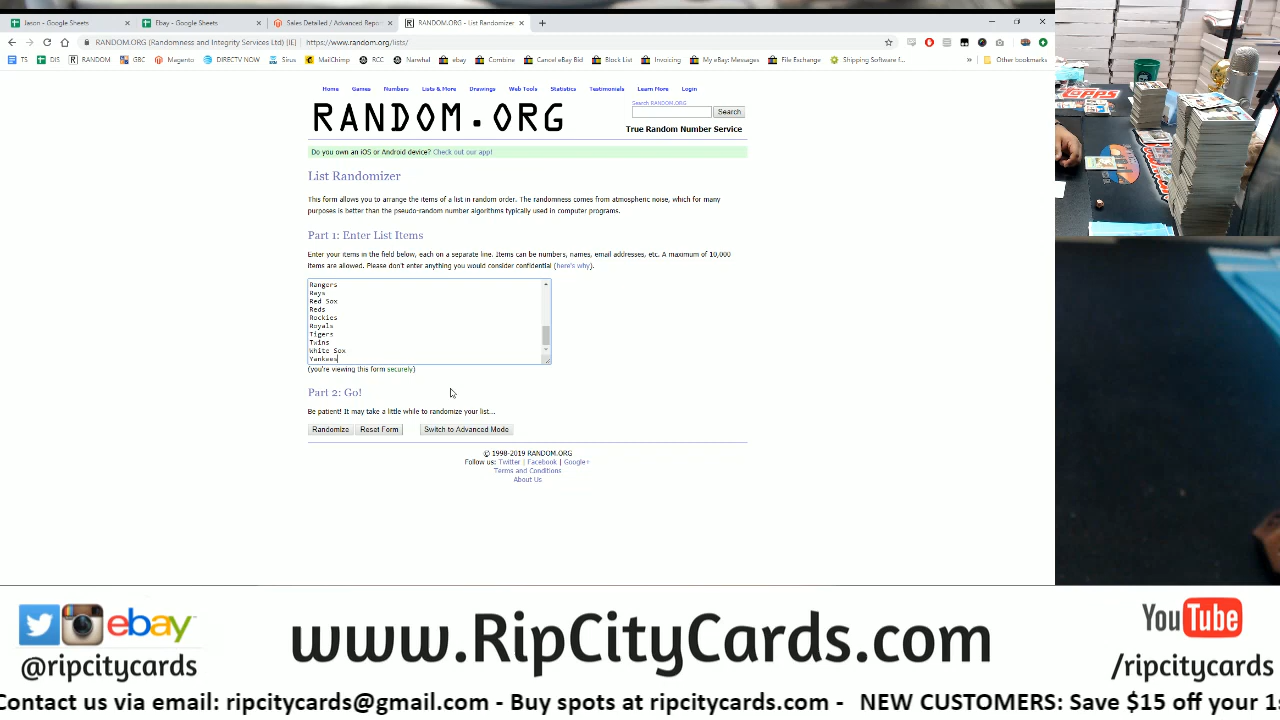 Jason - Google Sheets
Ebay - Google Sheets
Sales Detailed / Advanced Repo
RANDOM.ORG - List Randomizer
RANDOM.ORG (Randomness and Integrity Services Ltd) [IE]
https://www.random.org/lists/
TS DIS RANDOM GBC Magento DIRECTV NOW Sirus MailChimp RCC Narwhal ebay Combine Cancel eBay Bid Block List Invoicing My eBay: Messages File Exchange Shipping Software f... » Other bookmarks
Home Games Numbers Lists & More Drawings Web Tools Statistics Testimonials Learn More Login
Search RANDOM.ORG
RANDOM.ORG
Search
True Random Number Service
Do you own an iOS or Android device? Check out our app!
List Randomizer
This form allows you to arrange the items of a list in random order. The randomness comes from atmospheric noise, which for many
purposes is better than the pseudo-random number algorithms typically used in computer programs.
Part 1: Enter List Items
Enter your items in the field below, each on a separate line. Items can be numbers, names, email addresses, etc. A maximum of 10,000
items are allowed. Please don't enter anything you would consider confidential (here's why).
Rangers
Rays
Red Sox
Reds
Rockies
Royals
Tigers
Twins
White Sox
Yankees
(you're viewing this form securely)
Part 2: Go!
Be patient! It may take a little while to randomize your list...
Randomize Reset Form Switch to Advanced Mode
© 1998-2019 RANDOM.ORG
Follow us: Twitter | Facebook | Google+
Terms and Conditions
About Us
TOPPS
ebay
www.RipCityCards.com
YouTube
@ripcitycards
/ripcitycards
Contact us via email: ripcitycards@gmail.com - Buy spots at ripcitycards.com - NEW CUSTOMERS: Save $15 off your 1s